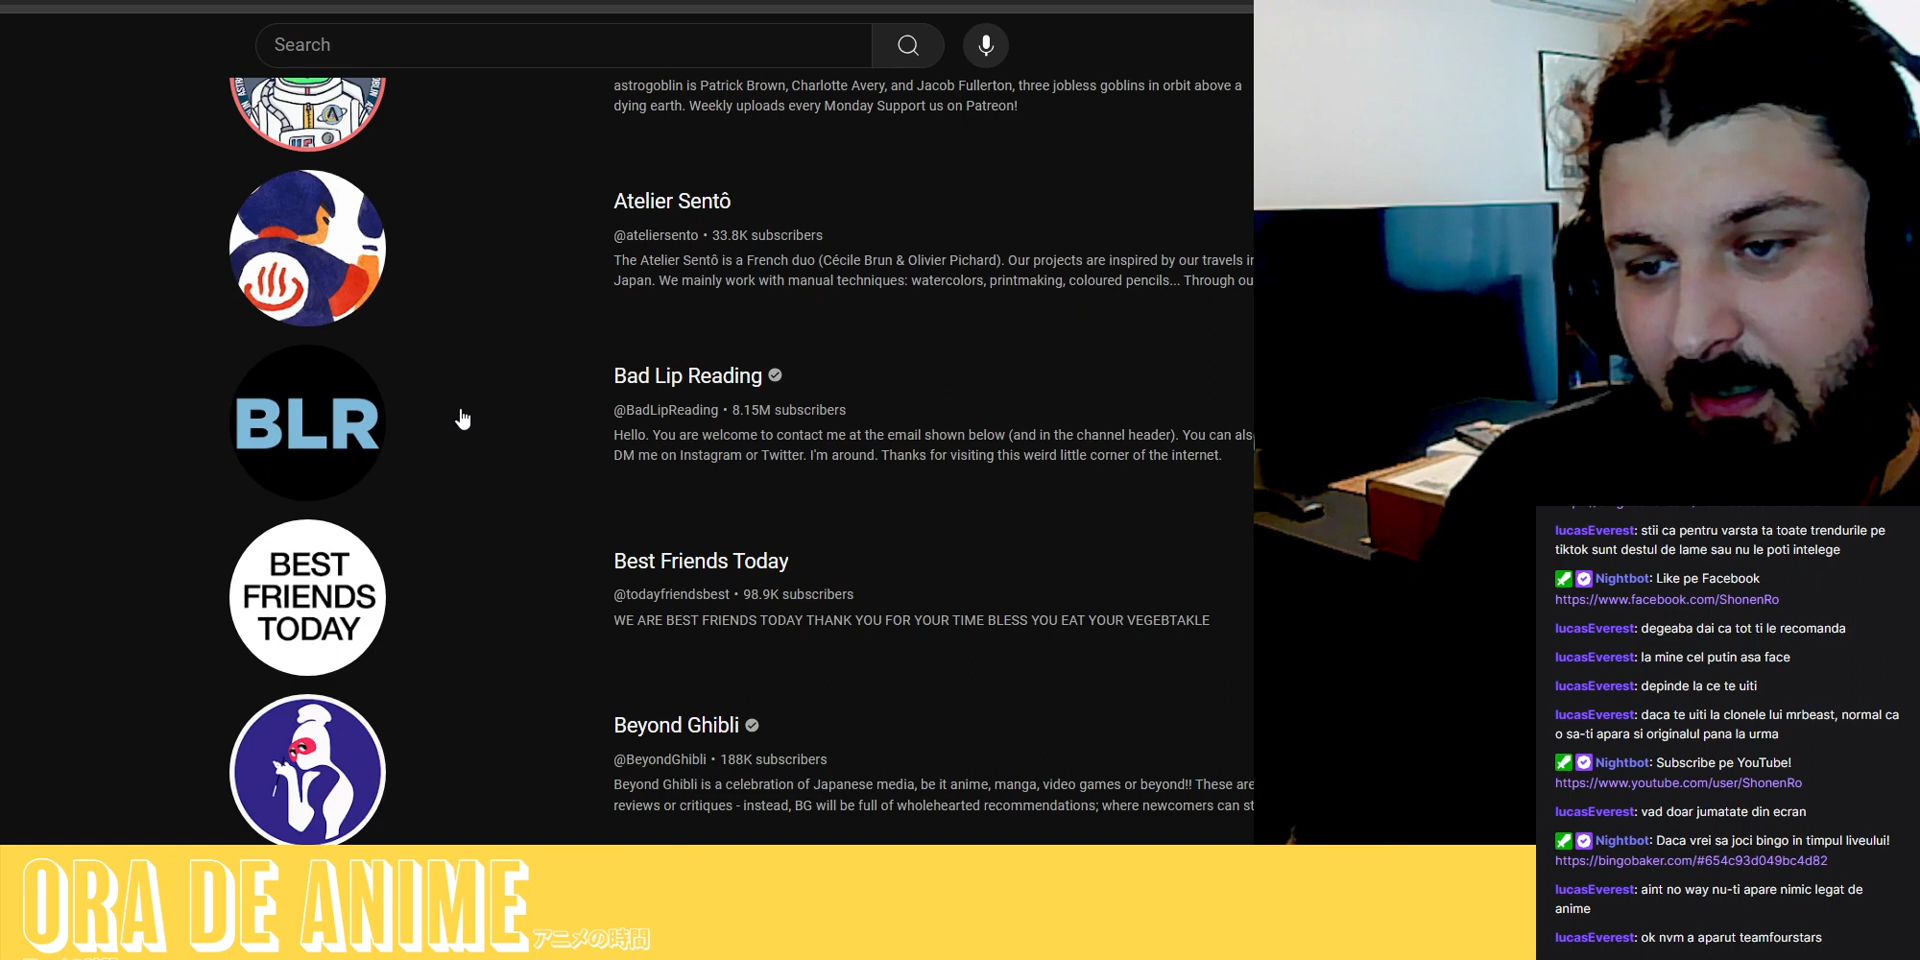 Search
astrogoblin is Patrick Brown, Charlotte Avery, and Jacob Fullerton, three jobless goblins in orbit above a
dying earth. Weekly uploads every Monday Support us on Patreon!
Atelier Sentô
@ateliersento • 33.8K subscribers
The Atelier Sentô is a French duo (Cécile Brun & Olivier Pichard). Our projects are inspired by our travels in
Japan. We mainly work with manual techniques: watercolors, printmaking, coloured pencils... Through ou
BLR
Bad Lip Reading
@BadLipReading • 8.15M subscribers
Hello. You are welcome to contact me at the email shown below (and in the channel header). You can als
DM me on Instagram or Twitter. I'm around. Thanks for visiting this weird little corner of the internet.
BEST
FRIENDS
TODAY
Best Friends Today
@todayfriendsbest • 98.9K subscribers
WE ARE BEST FRIENDS TODAY THANK YOU FOR YOUR TIME BLESS YOU EAT YOUR VEGEBTAKLE
Beyond Ghibli
@BeyondGhibli • 188K subscribers
Beyond Ghibli is a celebration of Japanese media, be it anime, manga, video games or beyond!! These are
reviews or critiques - instead, BG will be full of wholehearted recommendations; where newcomers can st
ORA DE ANIME
アニメの時間
lucasEverest: stii ca pentru varsta ta toate trendurile pe
tiktok sunt destul de lame sau nu le poti intelege
Nightbot: Like pe Facebook
https://www.facebook.com/ShonenRo
lucasEverest: degeaba dai ca tot ti le recomanda
lucasEverest: la mine cel putin asa face
lucasEverest: depinde la ce te uiti
lucasEverest: daca te uiti la clonele lui mrbeast, normal ca
o sa-ti apara si originalul pana la urma
Nightbot: Subscribe pe YouTube!
https://www.youtube.com/user/ShonenRo
lucasEverest: vad doar jumatate din ecran
Nightbot: Daca vrei sa joci bingo in timpul liveului!
https://bingobaker.com/#654c93d049bc4d82
lucasEverest: aint no way nu-ti apare nimic legat de
anime
lucasEverest: ok nvm a aparut teamfourstars